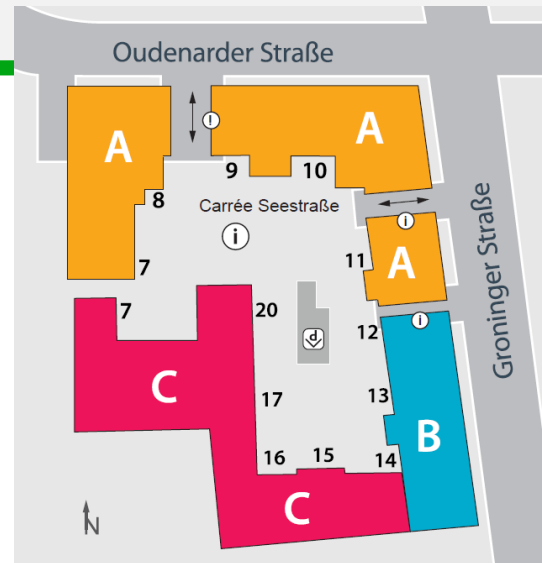 Oudenarder Straße
A
A
!
9
10
8
Carrée Seestraße
i
i
7
11
A
Groninger Straße
7
20
12
i
d
C
17
13
B
16
15
14
C
N